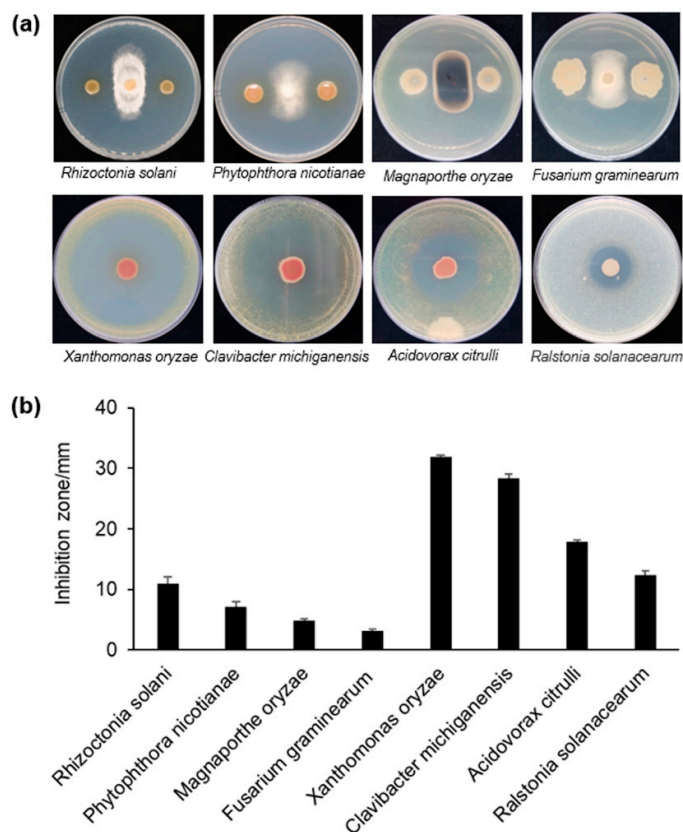 (a)
Rhizoctonia solani Phytophthora nicotianae Magnaporthe oryzae Fusarium graminearum
Xanthomonas oryzae Clavibacter michiganensis Acidovorax citrulli Ralstonia solanacearum
(b)
Inhibition zone/mm
40
30
20
10
0
Rhizoctonia solani
Phytophthora nicotianae
Magnaporthe oryzae
Fusarium graminearum
Xanthomonas oryzae
Clavibacter michiganensis
Acidovorax citrulli
Ralstonia solanacearum